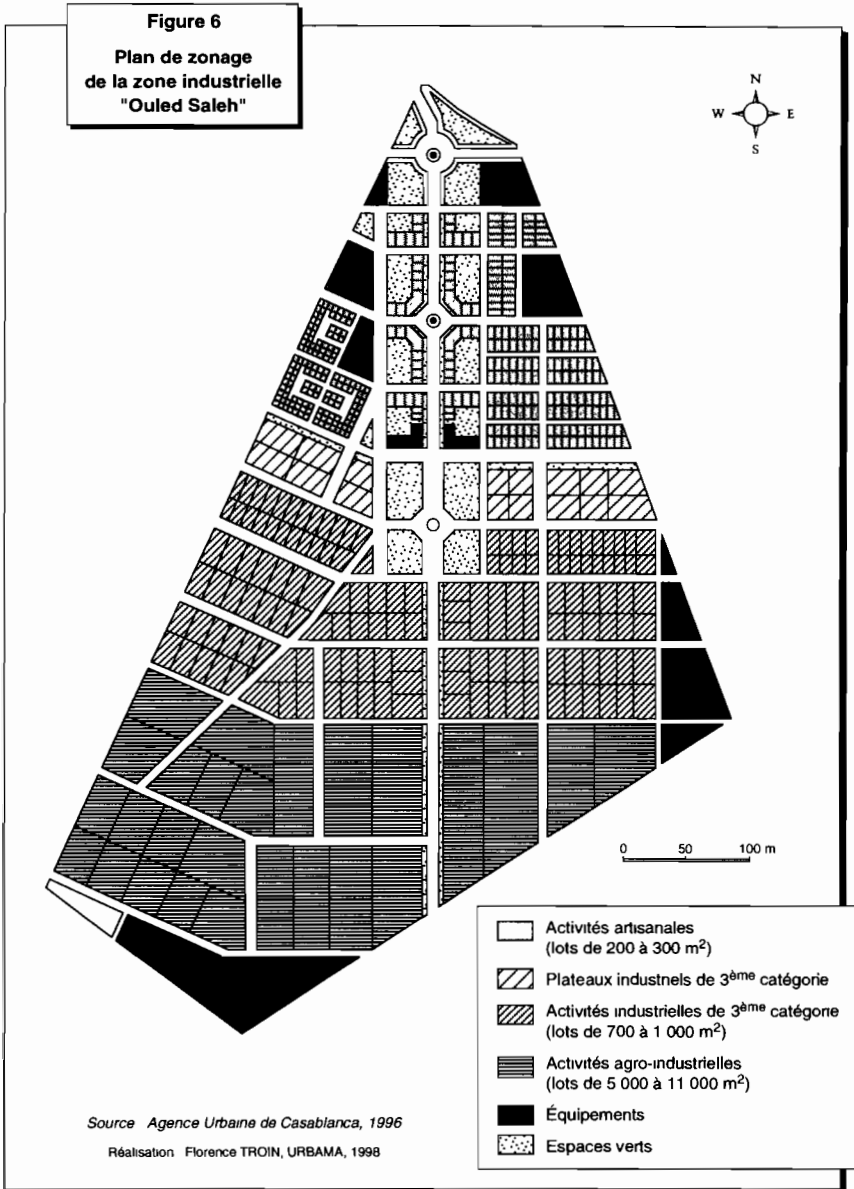 Figure 6
Plan de zonage
de la zone industrielle
"Ouled Saleh"
N
W E
S
0 50 100 m
Activités artisanales
(lots de 200 à 300 m²)
Plateaux industnels de 3ème catégorie
Activités industrielles de 3ème catégorie
(lots de 700 à 1 000 m²)
Activités agro-industrielles
(lots de 5 000 à 11 000 m²)
Équipements
Espaces verts
Source Agence Urbaine de Casablanca, 1996
Réalisation Florence TROIN, URBAMA, 1998